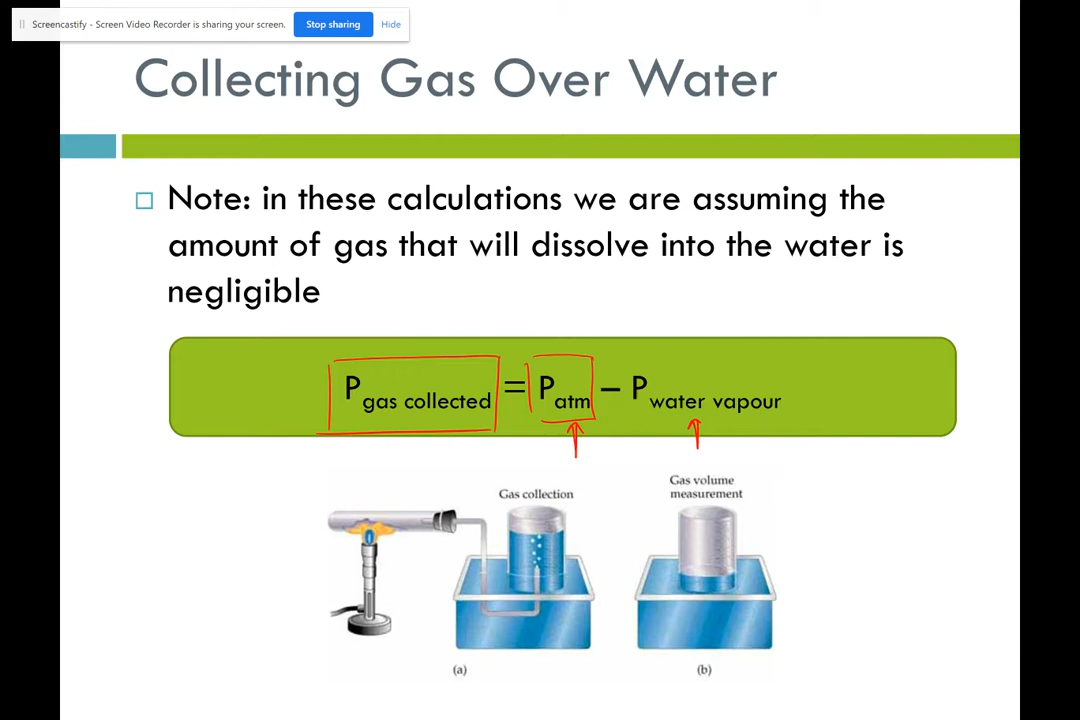 Screencastify - Screen Video Recorder is sharing your screen. Stop sharing Hide
Collecting Gas Over Water
Note: in these calculations we are assuming the
amount of gas that will dissolve into the water is
negligible
P gas collected = P atm – P water vapour
Gas collection
Gas volume
measurement
(a)
(b)